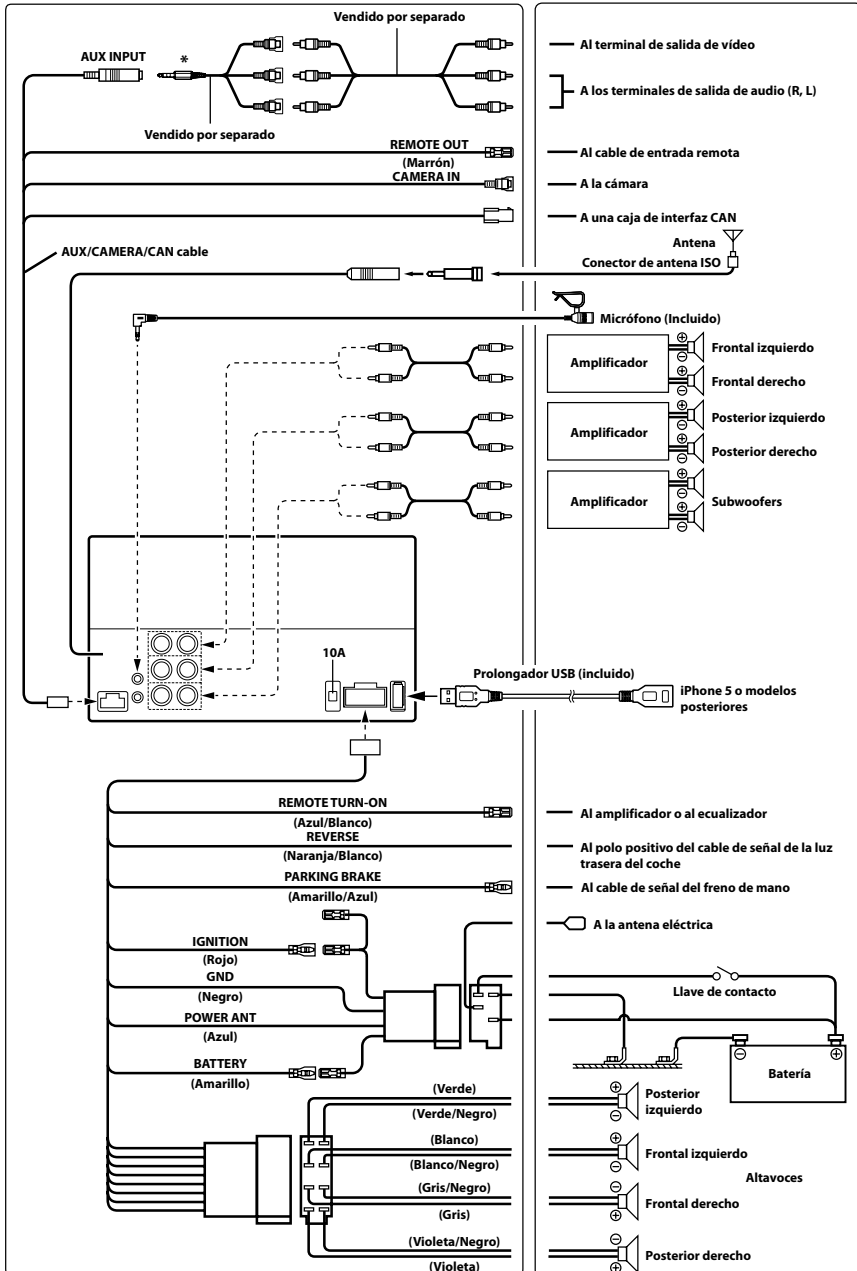 Vendido por separado
AUX INPUT
*
Al terminal de salida de vídeo
A los terminales de salida de audio (R, L)
Vendido por separado
REMOTE OUT
(Marrón)
Al cable de entrada remota
CAMERA IN
A la cámara
A una caja de interfaz CAN
AUX/CAMERA/CAN cable
Antena
Conector de antena ISO
Micrófono (Incluido)
Amplificador
Frontal izquierdo
Frontal derecho
Amplificador
Posterior izquierdo
Posterior derecho
Amplificador
Subwoofers
10A
Prolongador USB (incluido)
iPhone 5 o modelos
posteriores
REMOTE TURN-ON
(Azul/Blanco)
Al amplificador o al ecualizador
REVERSE
(Naranja/Blanco)
Al polo positivo del cable de señal de la luz
trasera del coche
PARKING BRAKE
(Amarillo/Azul)
Al cable de señal del freno de mano
A la antena eléctrica
IGNITION
(Rojo)
GND
(Negro)
Llave de contacto
POWER ANT
(Azul)
BATTERY
(Amarillo)
Batería
(Verde)
(Verde/Negro)
Posterior
izquierdo
(Blanco)
(Blanco/Negro)
Frontal izquierdo
Altavoces
(Gris/Negro)
(Gris)
Frontal derecho
(Violeta/Negro)
(Violeta)
Posterior derecho